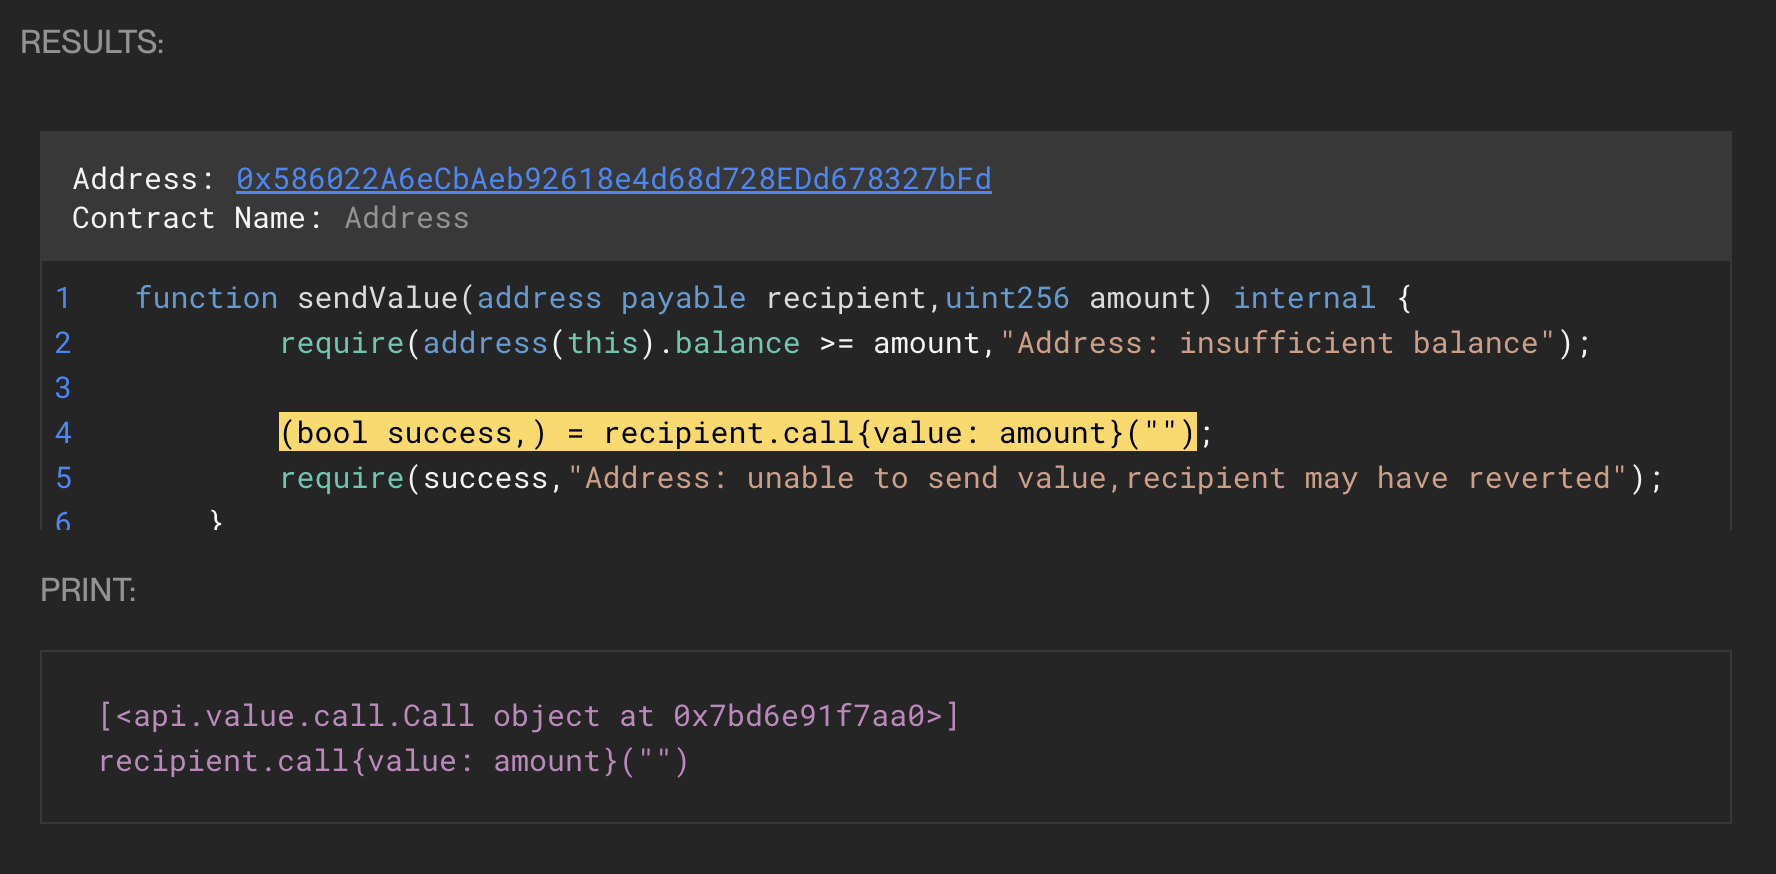 RESULTS:
Address: 0x586022A6eCbAeb92618e4d68d728EDd678327bFd
Contract Name: Address
1 function sendValue(address payable recipient,uint256 amount) internal {
2 require(address(this).balance >= amount,"Address: insufficient balance");
3
4 (bool success,) = recipient.call{value: amount}("");
5 require(success,"Address: unable to send value,recipient may have reverted");
6 }
PRINT:
[<api.value.call.Call object at 0x7bd6e91f7aa0>]
recipient.call{value: amount}("")